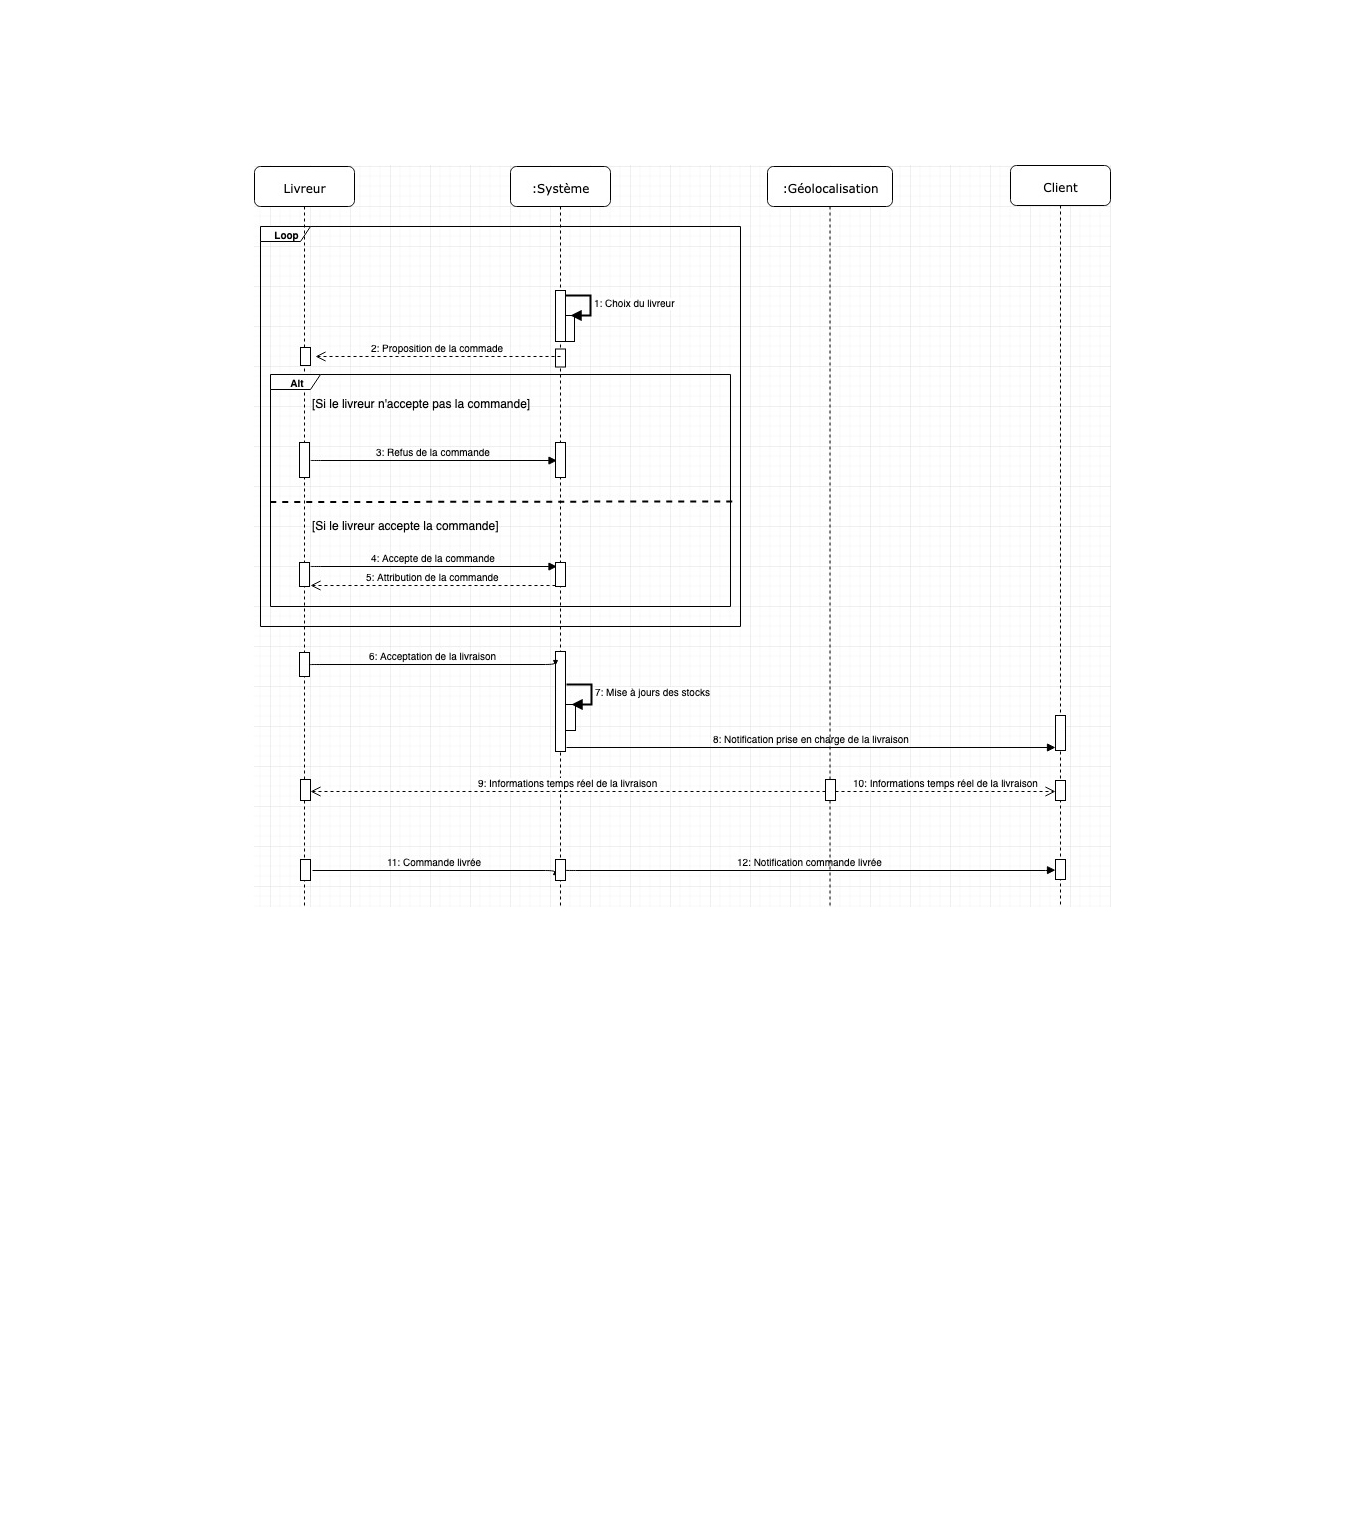 Livreur
:Système
:Géolocalisation
Client
Loop
1: Choix du livreur
2: Proposition de la commade
Alt
[Si le livreur n'accepte pas la commande]
3: Refus de la commande
[Si le livreur accepte la commande]
4: Accepte de la commande
5: Attribution de la commande
6: Acceptation de la livraison
7: Mise à jours des stocks
8: Notification prise en charge de la livraison
9: Informations temps réel de la livraison
10: Informations temps réel de la livraison
11: Commande livrée
12: Notification commande livrée